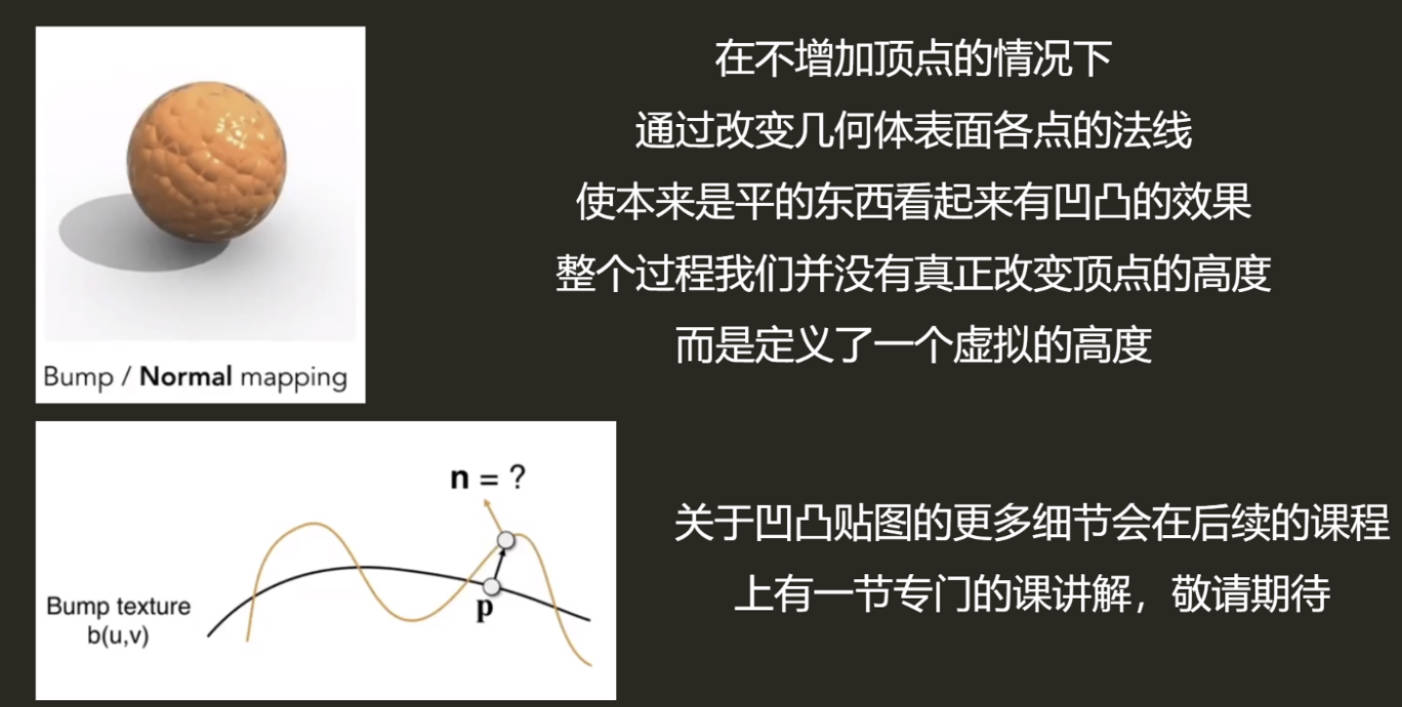 在不增加顶点的情况下
通过改变几何体表面各点的法线
使本来是平的东西看起来有凹凸的效果
整个过程我们并没有真正改变顶点的高度
而是定义了一个虚拟的高度
Bump / Normal mapping
n = ?
p
Bump texture
b(u,v)
关于凹凸贴图的更多细节会在后续的课程
上有一节专门的课讲解，敬请期待